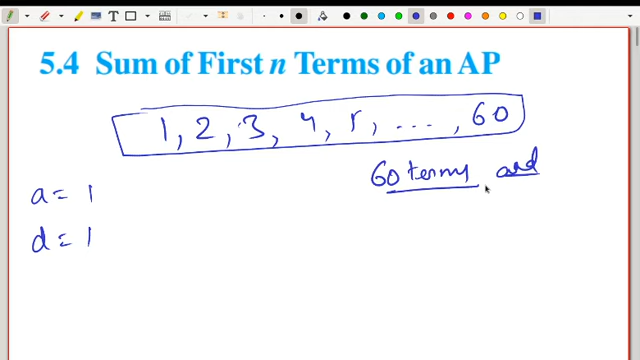 5.4 Sum of First n Terms of an AP
1, 2, 3, 4, 5, ...., 60
60 terms and
a = 1
d = 1